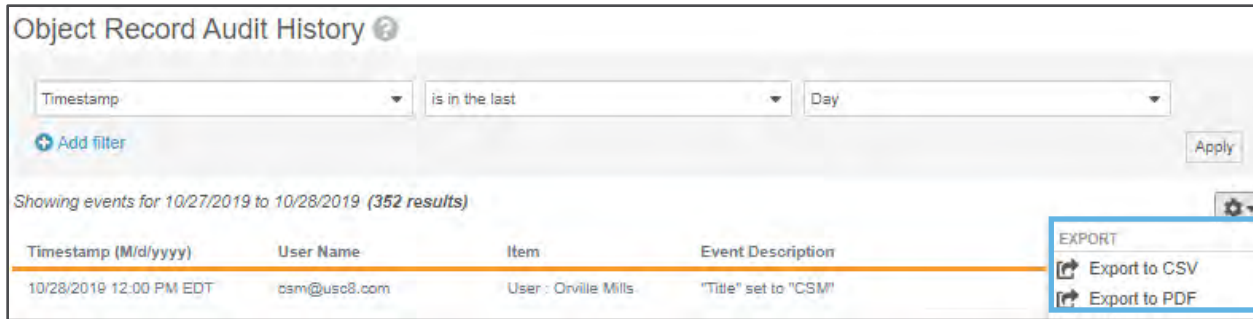 Object Record Audit History ?
Timestamp is in the last Day
Add filter
Apply
Showing events for 10/27/2019 to 10/28/2019 (352 results)
EXPORT
Timestamp (M/d/yyyy) User Name Item Event Description
Export to CSV
10/28/2019 12:00 PM EDT csm@usc8.com User : Orville Mills "Title" set to "CSM"
Export to PDF